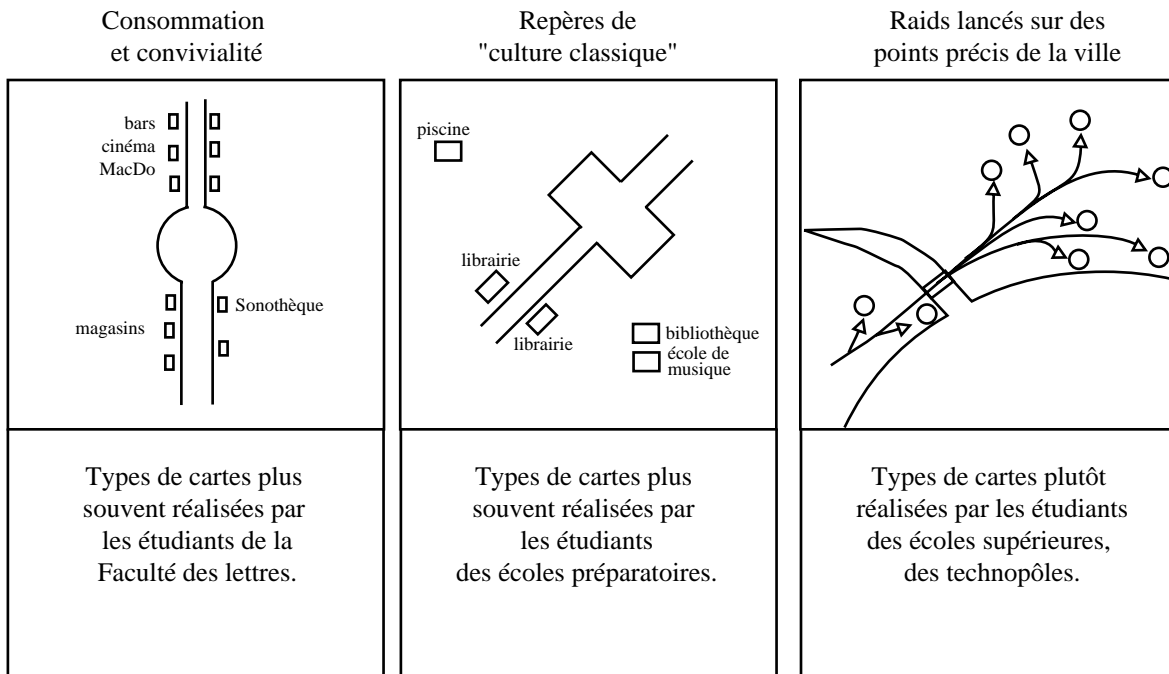 Consommation
et convivialité
Repères de
"culture classique"
Raids lancés sur des
points précis de la ville
bars
cinéma
MacDo
magasins
Sonothèque
piscine
librairie
librairie
bibliothèque
école de
musique
Types de cartes plus
souvent réalisées par
les étudiants de la
Faculté des lettres.
Types de cartes plus
souvent réalisées par
les étudiants
des écoles préparatoires.
Types de cartes plutôt
réalisées par les étudiants
des écoles supérieures,
des technopôles.